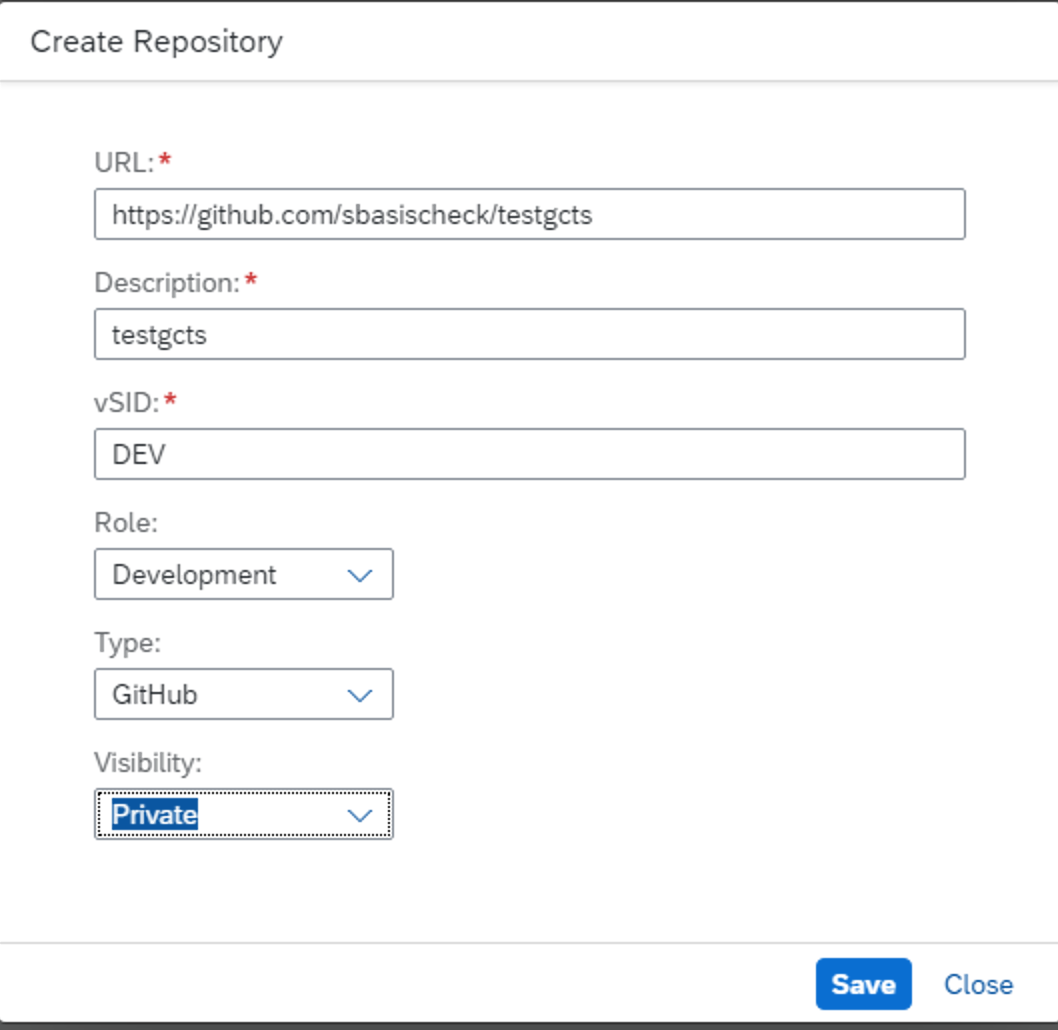 Create Repository
URL: *
https://github.com/sbasischeck/testgcts
Description: *
testgcts
vSID: *
DEV
Role:
Development
Type:
GitHub
Visibility:
Private
Save Close